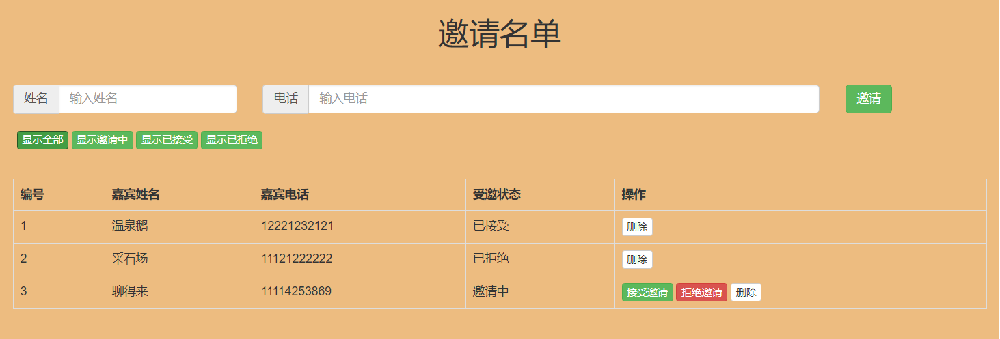 邀请名单
姓名 输入姓名 电话 输入电话 邀请
显示全部 显示邀请中 显示已接受 显示已拒绝
编号 嘉宾姓名 嘉宾电话 受邀状态 操作
1 温泉鹅 12221232121 已接受 删除
2 采石场 11121222222 已拒绝 删除
3 聊得来 11114253869 邀请中 接受邀请 拒绝邀请 删除